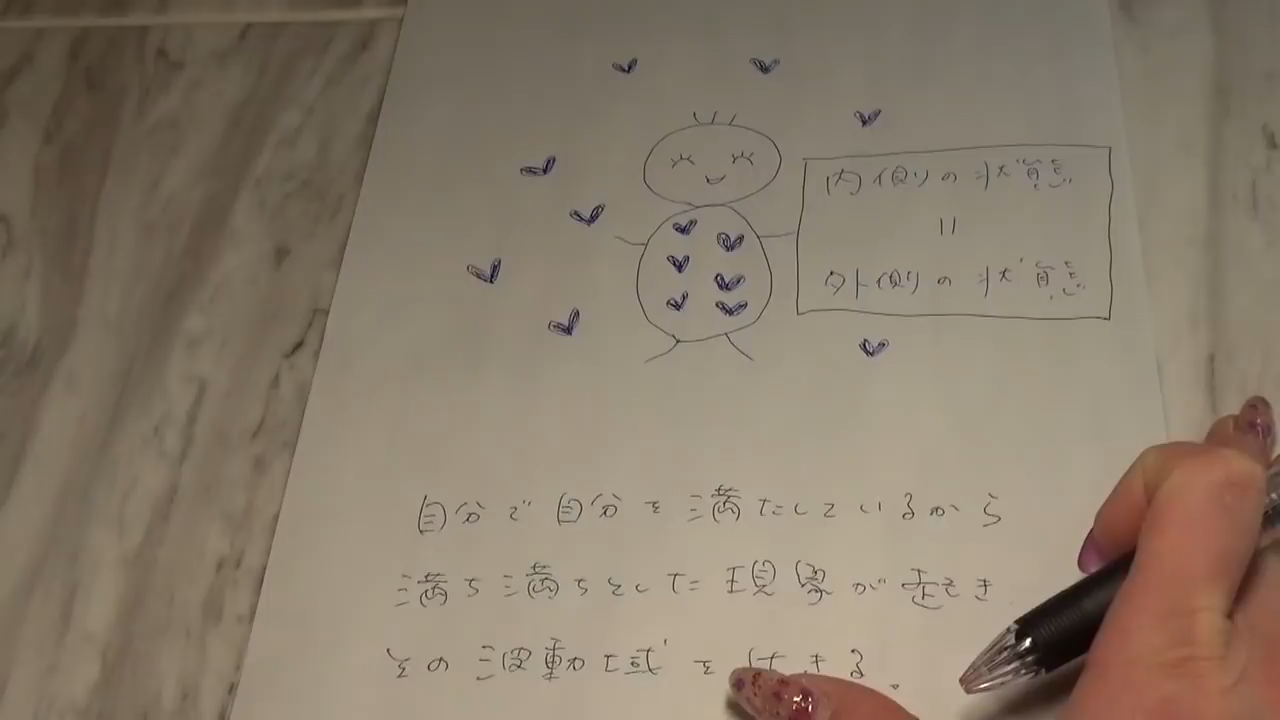 内側の状態
=
外側の状態
自分で自分を満たしているから
満ち満ちとした現象が起き
その波動域を生きる。